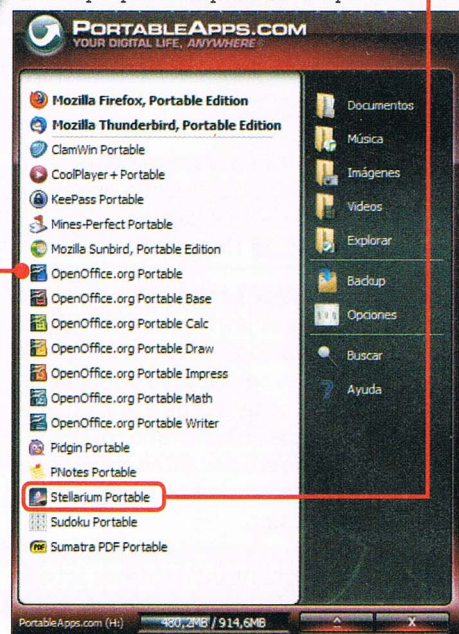 PORTABLEAPPS.COM
YOUR DIGITAL LIFE, ANYWHERE®
Mozilla Firefox, Portable Edition
Mozilla Thunderbird, Portable Edition
ClamWin Portable
CoolPlayer+ Portable
KeePass Portable
Mines-Perfect Portable
Mozilla Sunbird, Portable Edition
OpenOffice.org Portable
OpenOffice.org Portable Base
OpenOffice.org Portable Calc
OpenOffice.org Portable Draw
OpenOffice.org Portable Impress
OpenOffice.org Portable Math
OpenOffice.org Portable Writer
Pidgin Portable
PNotes Portable
Stellarium Portable
Sudoku Portable
PDF Sumatra PDF Portable
Documentos
Música
Imágenes
Videos
Explorar
Backup
Opciones
Buscar
Ayuda
PortableApps.com (H:) 480,2MB / 914,6MB ^ X